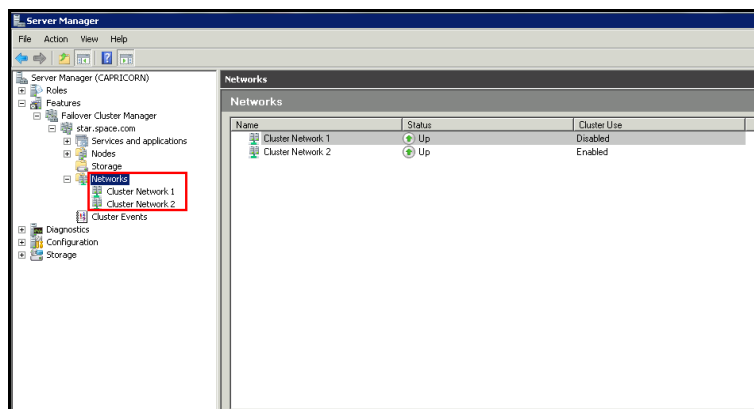 Server Manager
File Action View Help
Server Manager (CAPRICORN)
Roles
Features
Failover Cluster Manager
star.space.com
Services and applications
Nodes
Storage
Networks
Cluster Network 1
Cluster Network 2
Cluster Events
Diagnostics
Configuration
Storage
Networks
Networks
Name Status Cluster Use
Cluster Network 1 Up Disabled
Cluster Network 2 Up Enabled